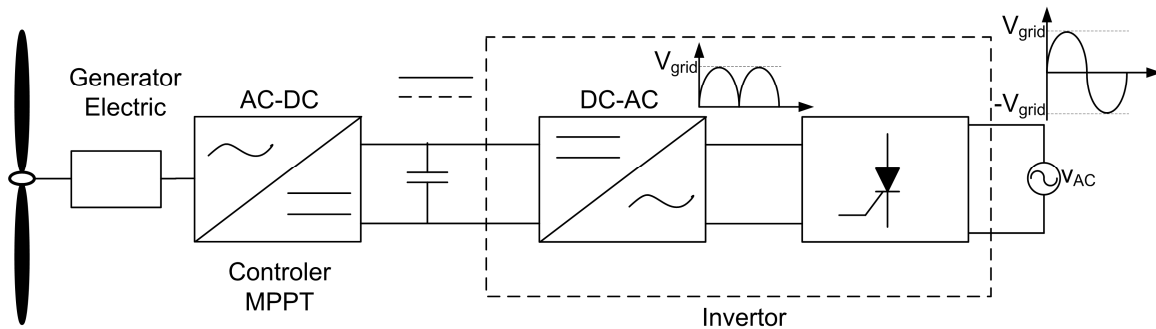 Generator
Electric
AC-DC
Controler
MPPT
DC-AC
Vgrid
Vgrid
-Vgrid
vAC
Invertor